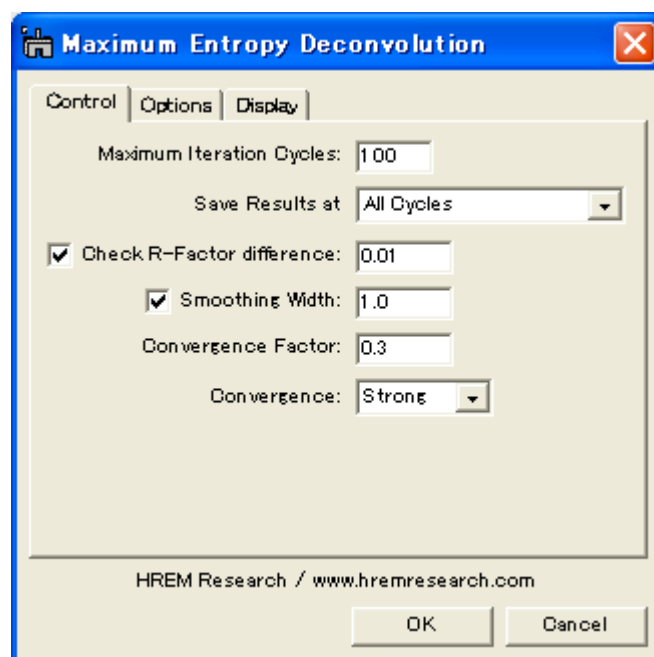 Maximum Entropy Deconvolution
Control Options Display
Maximum Iteration Cycles: 100
Save Results at All Cycles
Check R-Factor difference: 0.01
Smoothing Width: 1.0
Convergence Factor: 0.3
Convergence: Strong
HREM Research / www.hremresearch.com
OK Cancel